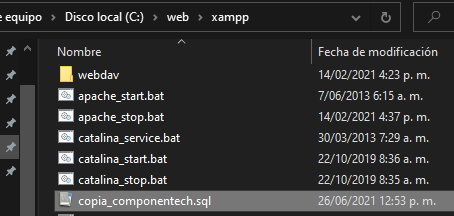 e equipo > Disco local (C:) > web > xampp
Nombre Fecha de modificación
webdav 14/02/2021 4:23 p. m.
apache_start.bat 7/06/2013 6:15 a. m.
apache_stop.bat 14/02/2021 4:37 p. m.
catalina_service.bat 30/03/2013 7:29 a. m.
catalina_start.bat 22/10/2019 8:36 a. m.
catalina_stop.bat 22/10/2019 8:35 a. m.
copia_componentech.sql 26/06/2021 12:53 p. m.